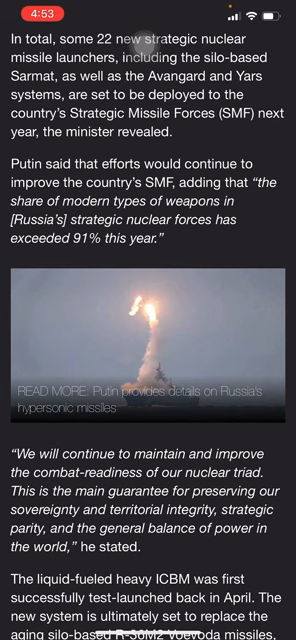 4:53
In total, some 22 new strategic nuclear
missile launchers, including the silo-based
Sarmat, as well as the Avangard and Yars
systems, are set to be deployed to the
country’s Strategic Missile Forces (SMF) next
year, the minister revealed.
Putin said that efforts would continue to
improve the country’s SMF, adding that “the
share of modern types of weapons in
[Russia’s] strategic nuclear forces has
exceeded 91% this year.”
READ MORE: Putin provides details on Russia’s
hypersonic missiles
“We will continue to maintain and improve
the combat-readiness of our nuclear triad.
This is the main guarantee for preserving our
sovereignty and territorial integrity, strategic
parity, and the general balance of power in
the world,” he stated.
The liquid-fueled heavy ICBM was first
successfully test-launched back in April. The
new system is ultimately set to replace the
aging silo-based R-36M2 Voevoda missiles,